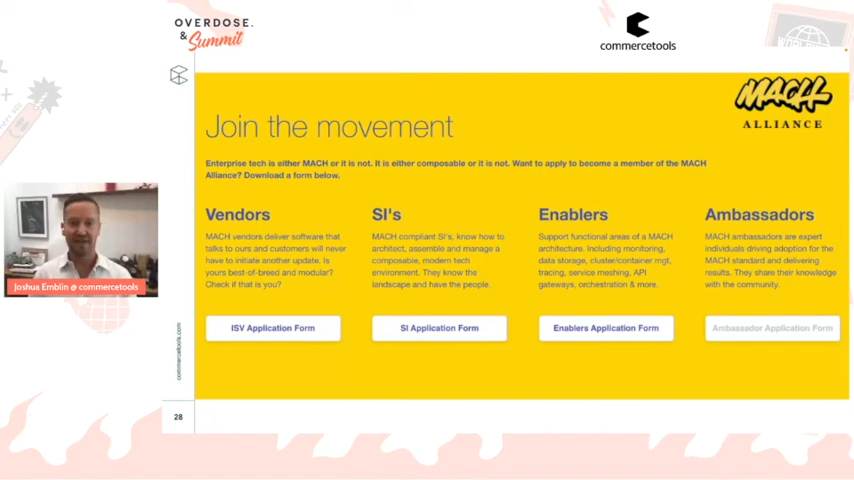 OVERDOSE.
&
Summit
commercetools
MACH
ALLIANCE
Join the movement
Enterprise tech is either MACH or it is not. It is either composable or it is not. Want to apply to become a member of the MACH
Alliance? Download a form below.
Vendors
MACH vendors deliver software that
talks to ours and customers will never
have to initiate another update. Is
yours best-of-breed and modular?
Check if that is you?
ISV Application Form
SI's
MACH compliant SI's, know how to
architect, assemble and manage a
composable, modern tech
environment. They know the
landscape and have the people.
SI Application Form
Enablers
Support functional areas of a MACH
architecture. Including monitoring,
data storage, cluster/container mgt,
tracing, service meshing, API
gateways, orchestration & more.
Enablers Application Form
Ambassadors
MACH ambassadors are expert
individuals driving adoption for the
MACH standard and delivering
results. They share their knowledge
with the community.
Ambassador Application Form
Joshua Emblin @ commercetools
commercetools.com
28